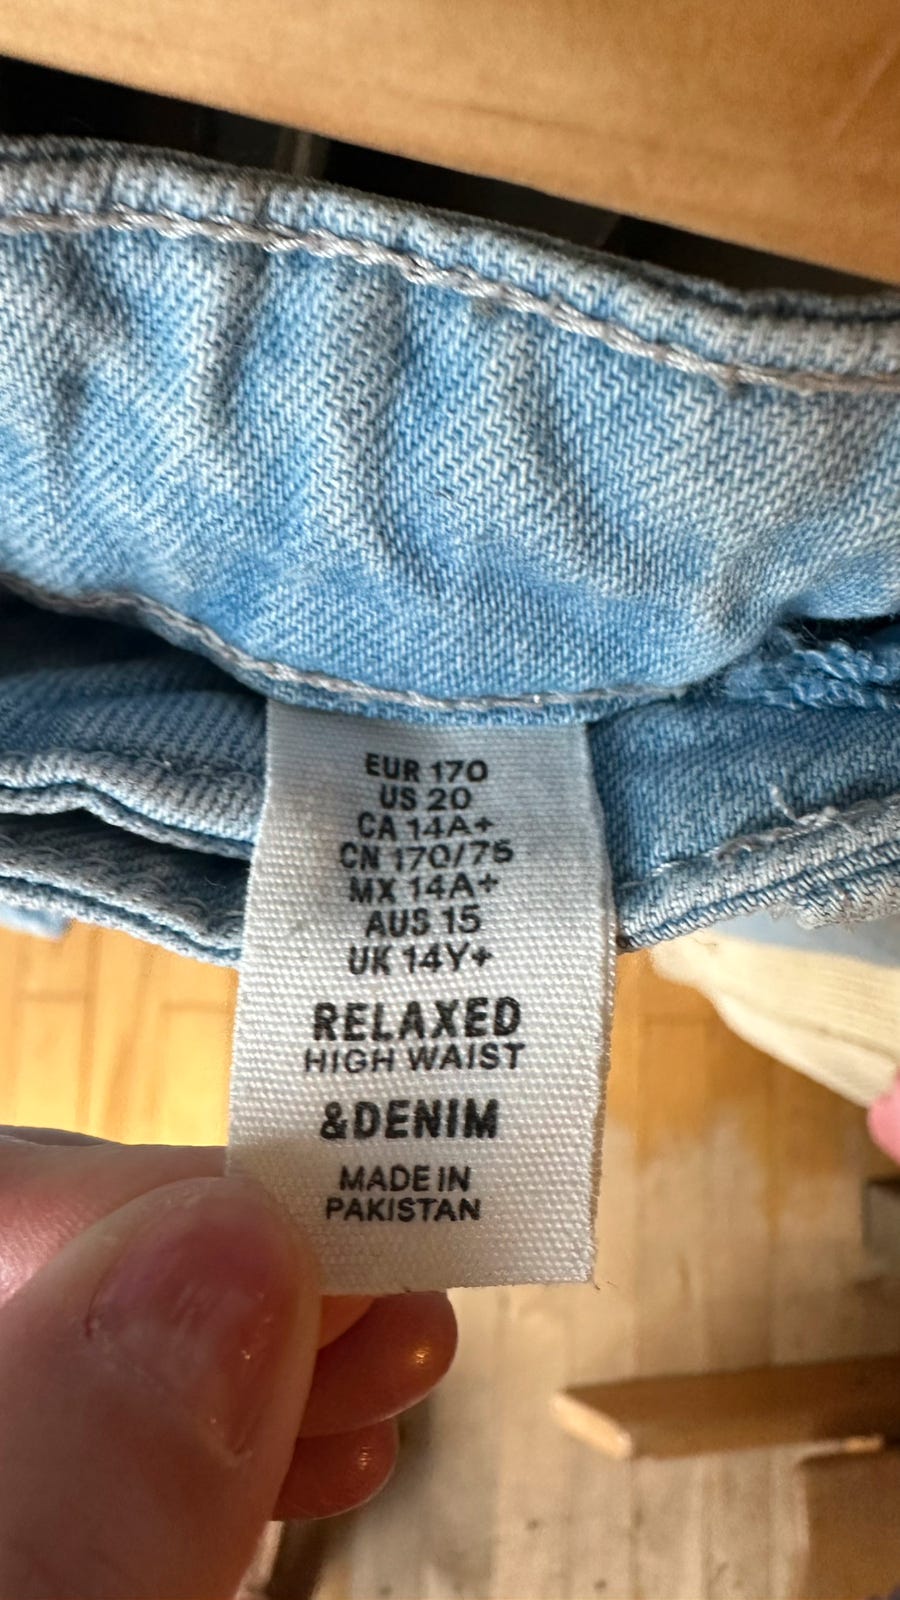 EUR 170
US 20
CA 14A+
CN 170/75
MX 14A+
AUS 15
UK 14Y+
RELAXED
HIGH WAIST
&DENIM
MADE IN
PAKISTAN